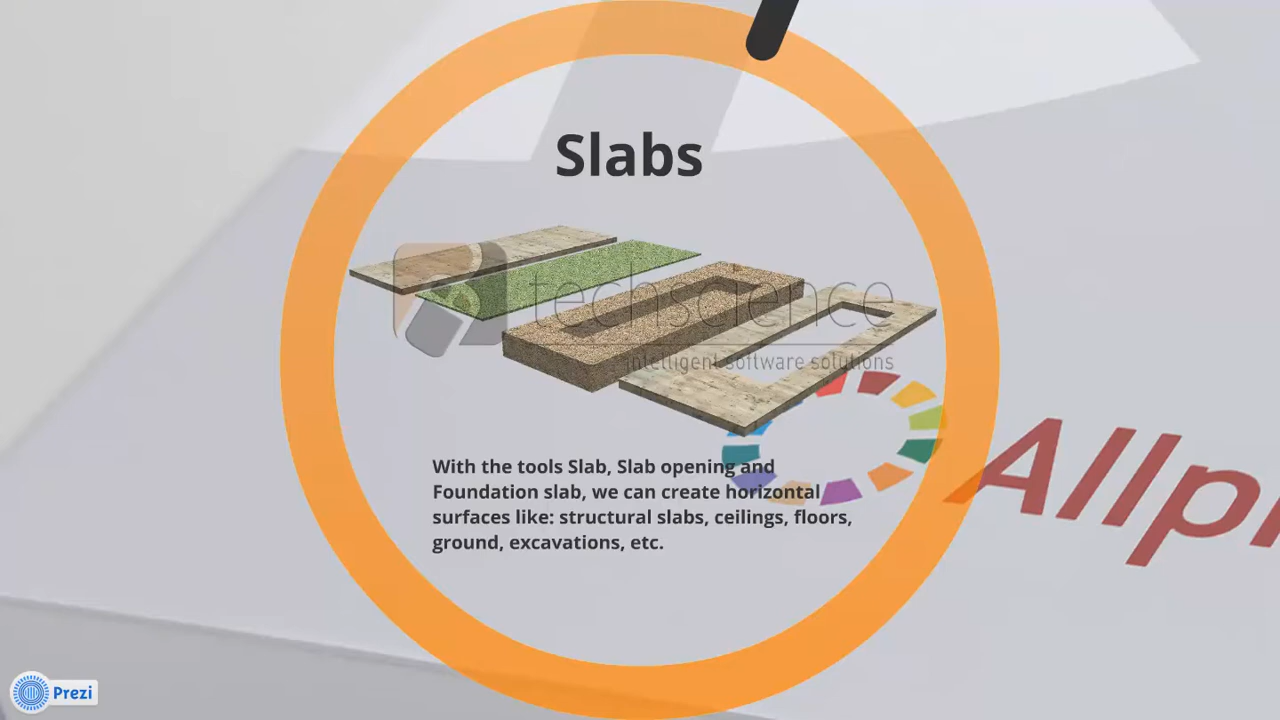 Slabs
techscience
intelligent software solutions
With the tools Slab, Slab opening and
Foundation slab, we can create horizontal
surfaces like: structural slabs, ceilings, floors,
ground, excavations, etc.
Allpl
Prezi